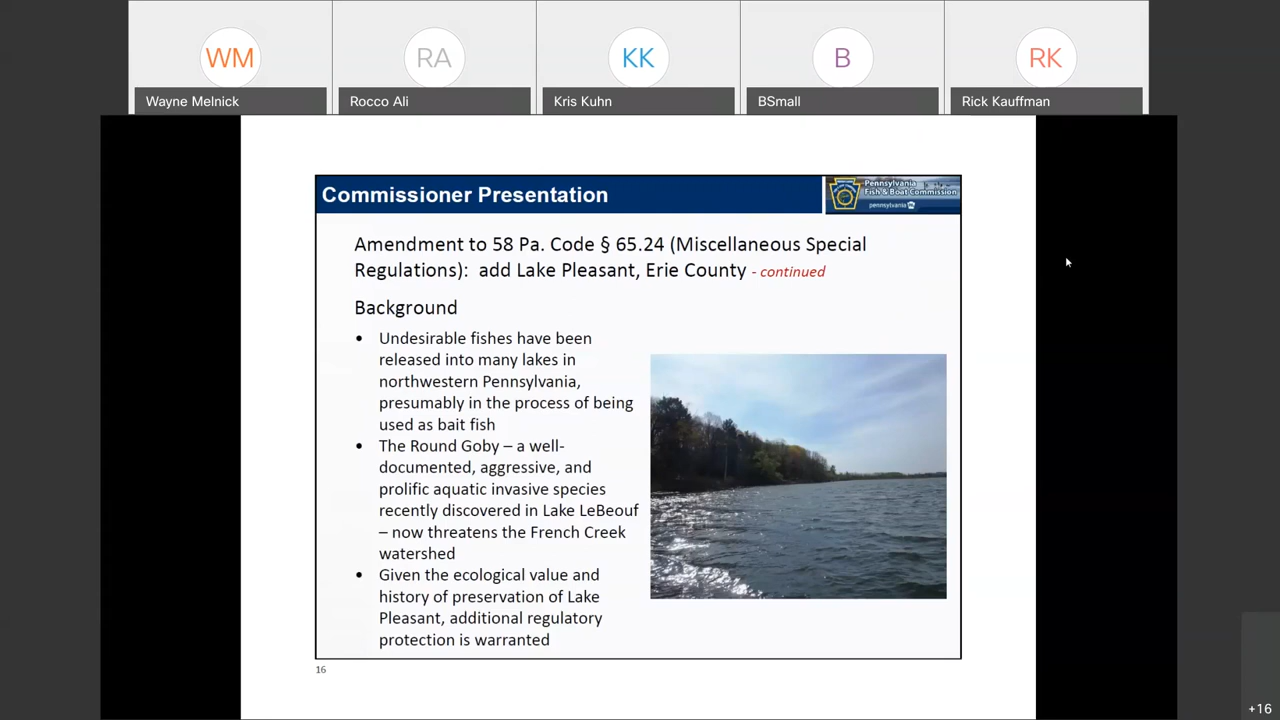 WM
RA
KK
B
RK
Wayne Melnick
Rocco Ali
Kris Kuhn
BSmall
Rick Kauffman
Commissioner Presentation
Pennsylvania
Fish & Boat Commission
pennsylvania
Amendment to 58 Pa. Code § 65.24 (Miscellaneous Special
Regulations): add Lake Pleasant, Erie County - continued
Background
• Undesirable fishes have been
released into many lakes in
northwestern Pennsylvania,
presumably in the process of being
used as bait fish
• The Round Goby – a well-
documented, aggressive, and
prolific aquatic invasive species
recently discovered in Lake LeBeouf
– now threatens the French Creek
watershed
• Given the ecological value and
history of preservation of Lake
Pleasant, additional regulatory
protection is warranted
16
+16